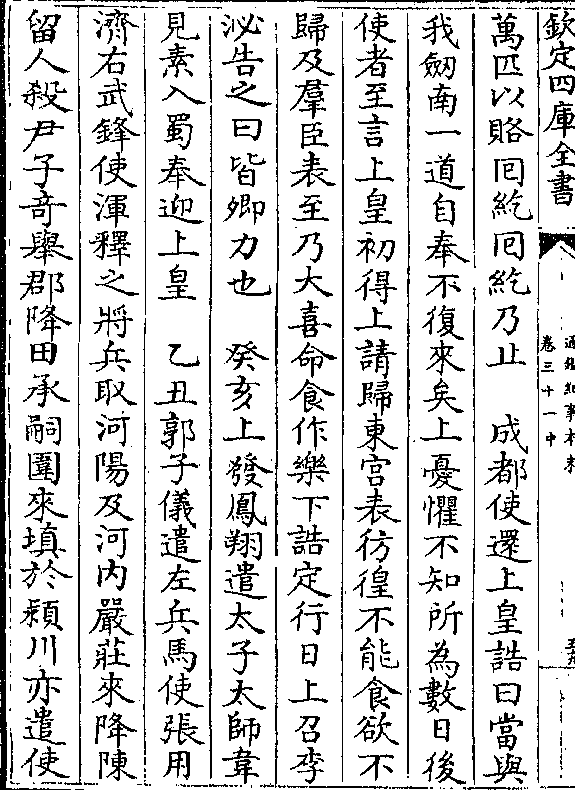 欽定四庫全書
通鑑紀事本末
卷三十一中
萬匹以賂囘紇囘紇乃止　成都使還上皇誥曰當與
我劒南一道自奉不復來矣上憂懼不知所為數日後
使者至言上皇初得上請歸東宮表彷徨不能食欲不
歸及羣臣表至乃大喜命食作樂下誥定行日上召李
泌告之曰皆卿力也　癸亥上發鳳翔遣太子太師韋
見素入蜀奉迎上皇　乙丑郭子儀遣左兵馬使張用
濟右武鋒使渾釋之將兵取河陽及河内嚴莊來降陳
留人殺尹子竒舉郡降田承嗣圍來填於潁川亦遣使